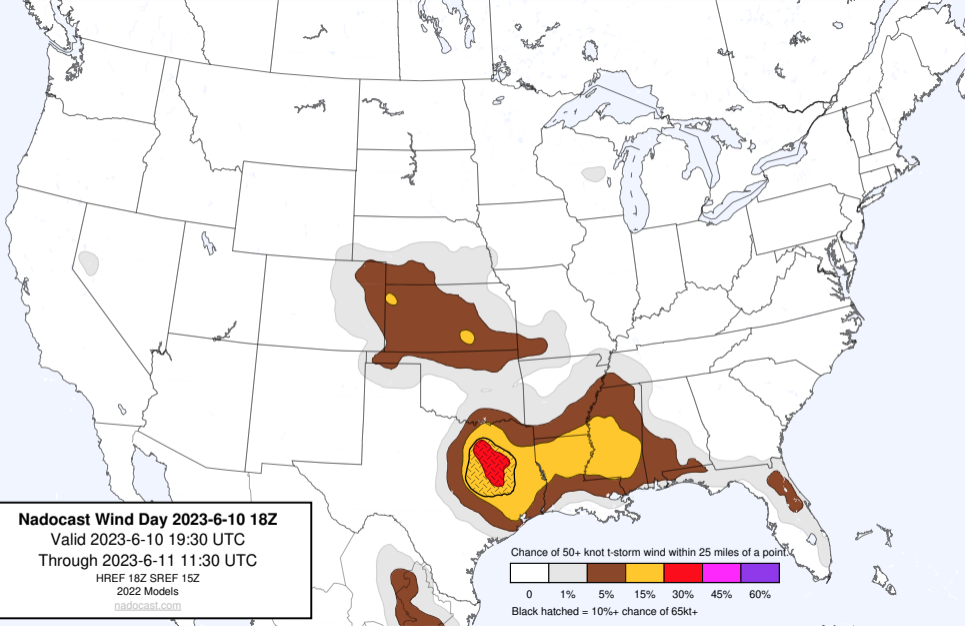 Nadocast Wind Day 2023-6-10 18Z
Valid 2023-6-10 19:30 UTC
Through 2023-6-11 11:30 UTC
HREF 18Z SREF 15Z
2022 Models
nadocast.com
Chance of 50+ knot t-storm wind within 25 miles of a point.
0 1% 5% 15% 30% 45% 60%
Black hatched = 10%+ chance of 65kt+